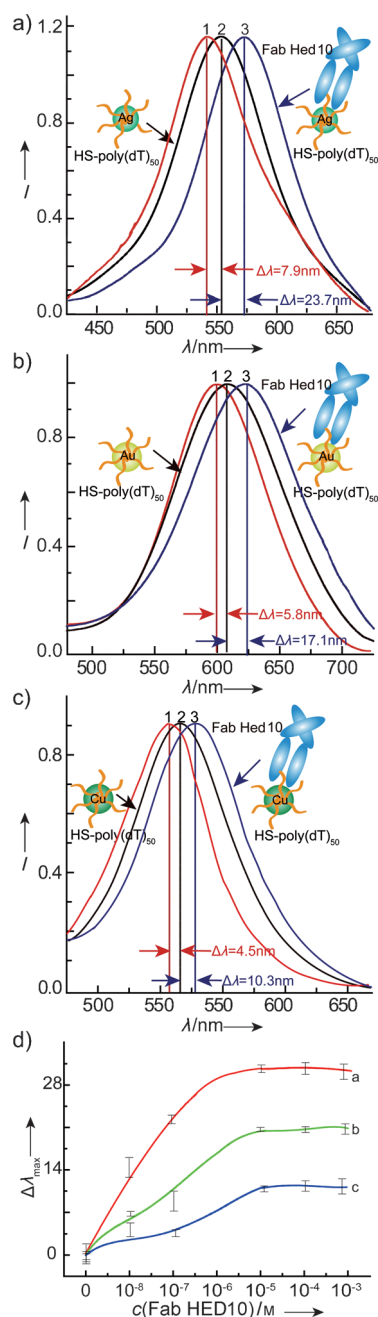 a)
1.2
0.8
0.4
0.0
I
1 2 3
Fab Hed10
Ag
HS-poly(dT)50
Ag
HS-poly(dT)50
Δλ=7.9nm
Δλ=23.7nm
450 500 550 600 650
λ/nm
b)
0.8
0.4
0.0
I
1 2 3
Fab Hed10
Au
HS-poly(dT)50
Au
HS-poly(dT)50
Δλ=5.8nm
Δλ=17.1nm
500 550 600 650 700
λ/nm
c)
0.8
0.4
0.0
I
1 2 3
Fab Hed10
Cu
HS-poly(dT)50
Cu
HS-poly(dT)50
Δλ=4.5nm
Δλ=10.3nm
500 550 600 650
λ/nm
d)
28
14
0
Δλmax
a
b
c
0 10-8 10-7 10-6 10-5 10-4 10-3
c(Fab HED10)/M